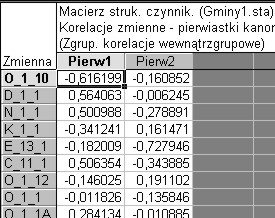 Macierz struk. czynnik. (Gminy1.sta)
Korelacje zmienne - pierwiastki kanor
(Zgrup. korelacje wewnątrzgrupowe)
Zmienna Pierw1 Pierw2
O_1_10 -0,616199 -0,160852
D_1_1 0,564063 -0,006245
N_1_1 0,500988 -0,278891
K_1_1 -0,341241 0,161471
E_13_1 -0,182009 -0,727946
C_11_1 0,506354 -0,343885
O_1_12 -0,146025 0,191102
O_1_1 -0,011826 -0,135846
O_1_1A 0,284134 -0,010885